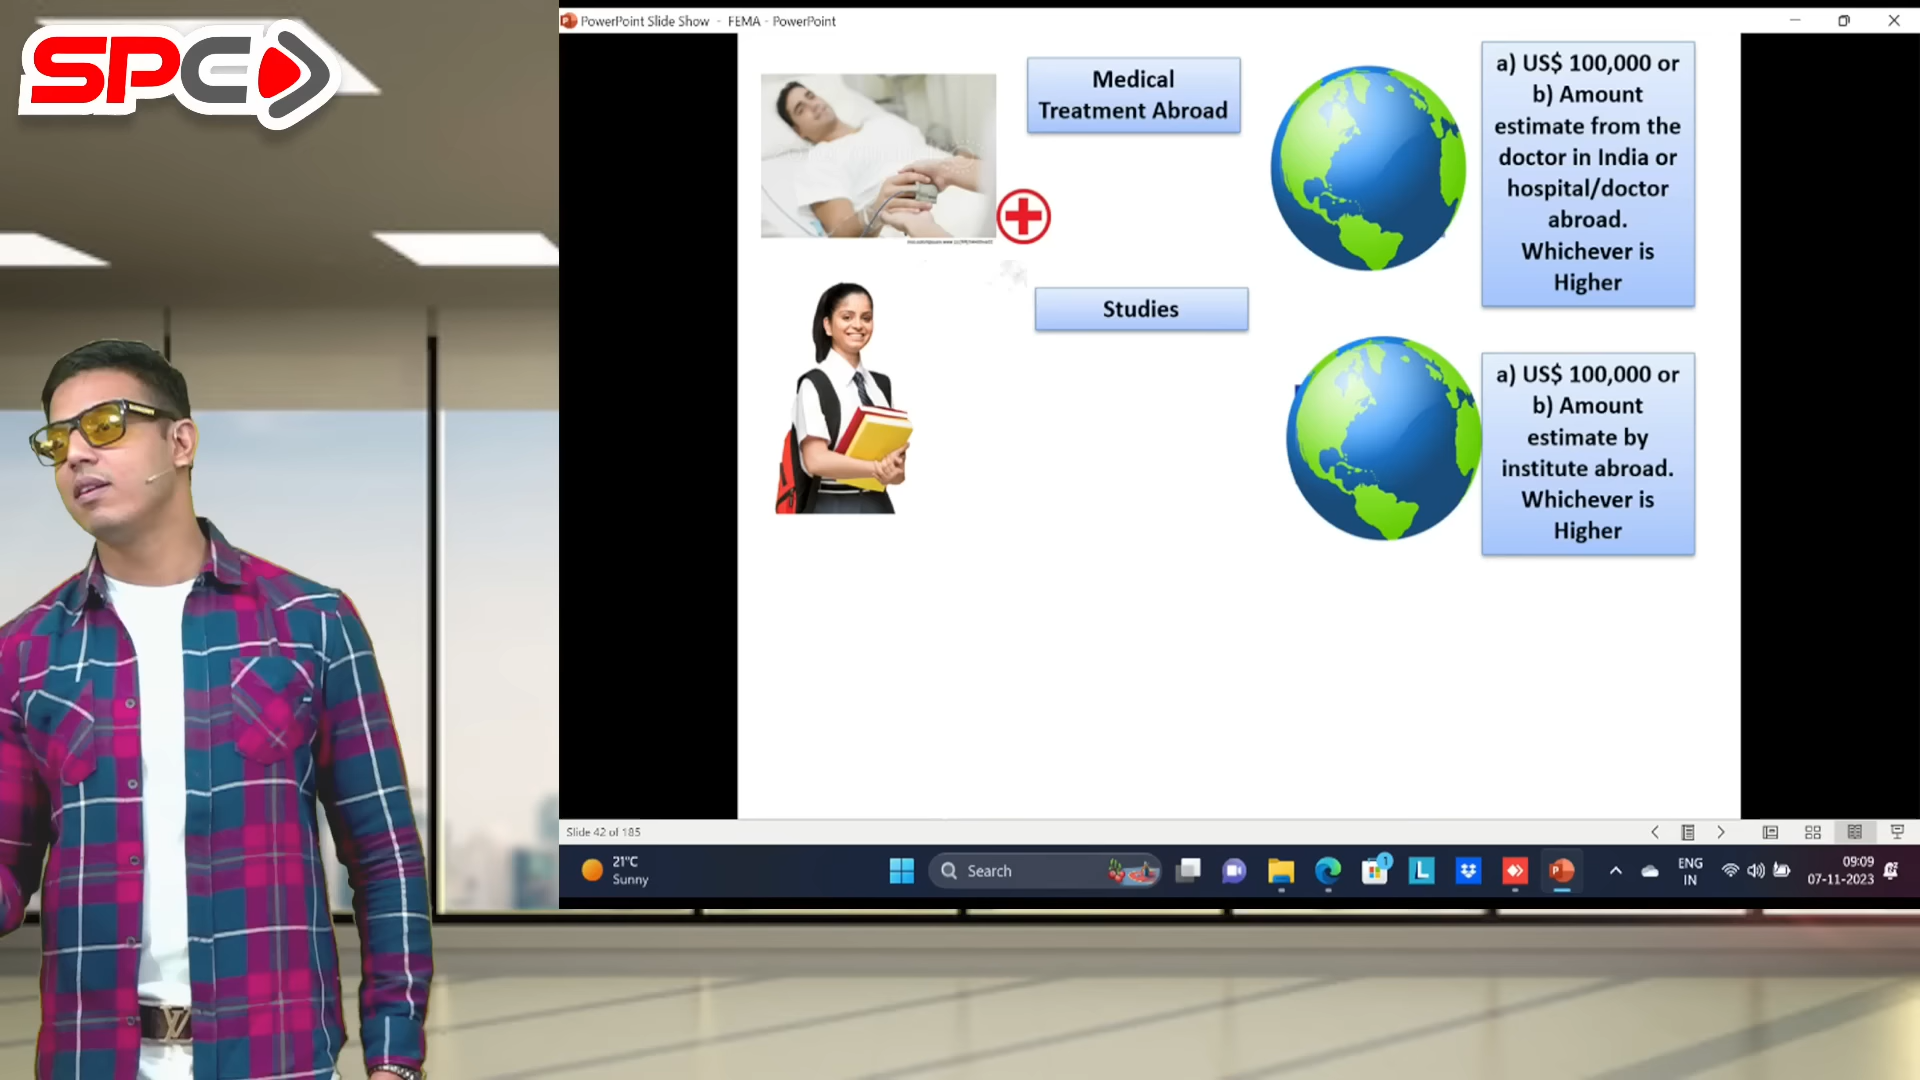 SPC
PowerPoint Slide Show - FEMA - PowerPoint
Medical
Treatment Abroad
a) US$ 100,000 or
b) Amount
estimate from the
doctor in India or
hospital/doctor
abroad.
Whichever is
Higher
Studies
a) US$ 100,000 or
b) Amount
estimate by
institute abroad.
Whichever is
Higher
Slide 42 of 185
21°C
Sunny
Search
1
L
ENG
IN
09:09
07-11-2023